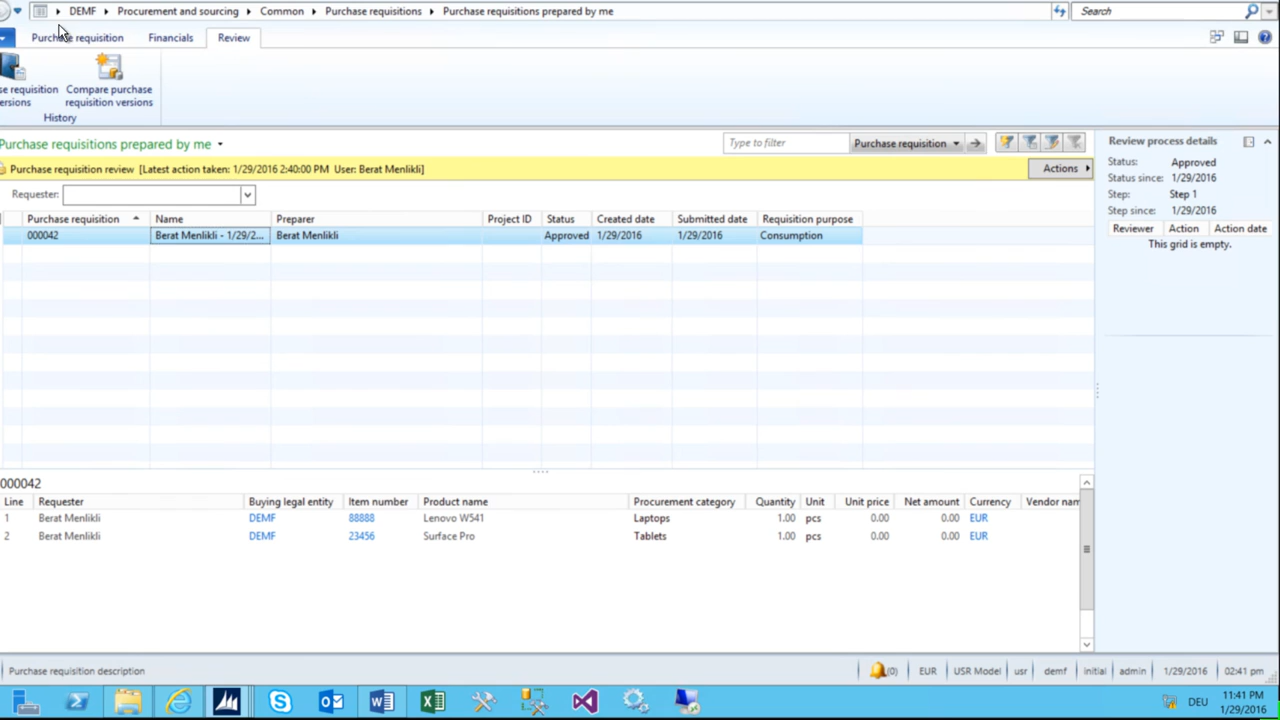 DEMF Procurement and sourcing Common Purchase requisitions Purchase requisitions prepared by me
Search
Purchase requisition Financials Review
se requisition Compare purchase
ersions requisition versions
History
Purchase requisitions prepared by me
Type to filter Purchase requisition
Purchase requisition review [Latest action taken: 1/29/2016 2:40:00 PM User: Berat Menlikli] Actions
Requester:
Purchase requisition Name Preparer Project ID Status Created date Submitted date Requisition purpose
000042 Berat Menlikli - 1/29/2... Berat Menlikli Approved 1/29/2016 1/29/2016 Consumption
Review process details
Status: Approved
Status since: 1/29/2016
Step: Step 1
Step since: 1/29/2016
Reviewer Action Action date
This grid is empty.
000042
Line Requester Buying legal entity Item number Product name Procurement category Quantity Unit Unit price Net amount Currency Vendor nam
1 Berat Menlikli DEMF 88888 Lenovo W541 Laptops 1.00 pcs 0.00 0.00 EUR
2 Berat Menlikli DEMF 23456 Surface Pro Tablets 1.00 pcs 0.00 0.00 EUR
Purchase requisition description (0) EUR USR Model usr demf initial admin 1/29/2016 02:41 pm
DEU 11:41 PM
1/29/2016